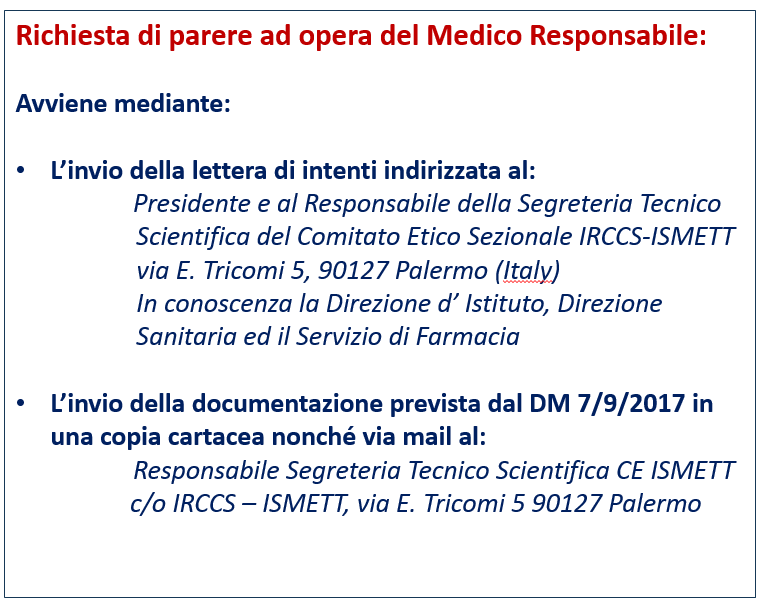 Richiesta di parere ad opera del Medico Responsabile:
Avviene mediante:
• L’invio della lettera di intenti indirizzata al:
Presidente e al Responsabile della Segreteria Tecnico
Scientifica del Comitato Etico Sezionale IRCCS-ISMETT
via E. Tricomi 5, 90127 Palermo (Italy)
In conoscenza la Direzione d’ Istituto, Direzione
Sanitaria ed il Servizio di Farmacia
• L’invio della documentazione prevista dal DM 7/9/2017 in
una copia cartacea nonché via mail al:
Responsabile Segreteria Tecnico Scientifica CE ISMETT
c/o IRCCS – ISMETT, via E. Tricomi 5 90127 Palermo